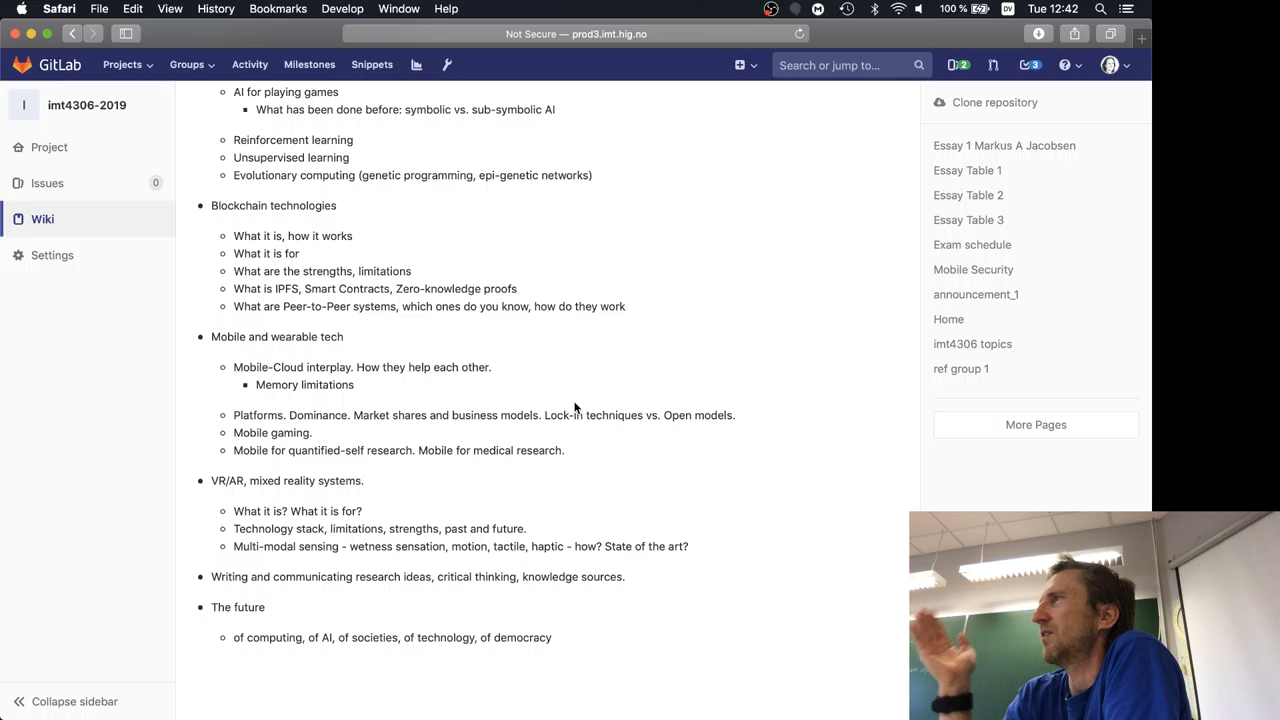 Safari File Edit View History Bookmarks Develop Window Help 100 % DV Tue 12:42
Not Secure — prod3.imt.hig.no
GitLab Projects Groups Activity Milestones Snippets Search or jump to... 2 3
I imt4306-2019
Project
Issues 0
Wiki
Settings
Collapse sidebar
AI for playing games
What has been done before: symbolic vs. sub-symbolic AI
Reinforcement learning
Unsupervised learning
Evolutionary computing (genetic programming, epi-genetic networks)
Blockchain technologies
What it is, how it works
What it is for
What are the strengths, limitations
What is IPFS, Smart Contracts, Zero-knowledge proofs
What are Peer-to-Peer systems, which ones do you know, how do they work
Mobile and wearable tech
Mobile-Cloud interplay. How they help each other.
Memory limitations
Platforms. Dominance. Market shares and business models. Lock-in techniques vs. Open models.
Mobile gaming.
Mobile for quantified-self research. Mobile for medical research.
VR/AR, mixed reality systems.
What it is? What it is for?
Technology stack, limitations, strengths, past and future.
Multi-modal sensing - wetness sensation, motion, tactile, haptic - how? State of the art?
Writing and communicating research ideas, critical thinking, knowledge sources.
The future
of computing, of AI, of societies, of technology, of democracy
Clone repository
Essay 1 Markus A Jacobsen
Essay Table 1
Essay Table 2
Essay Table 3
Exam schedule
Mobile Security
announcement_1
Home
imt4306 topics
ref group 1
More Pages